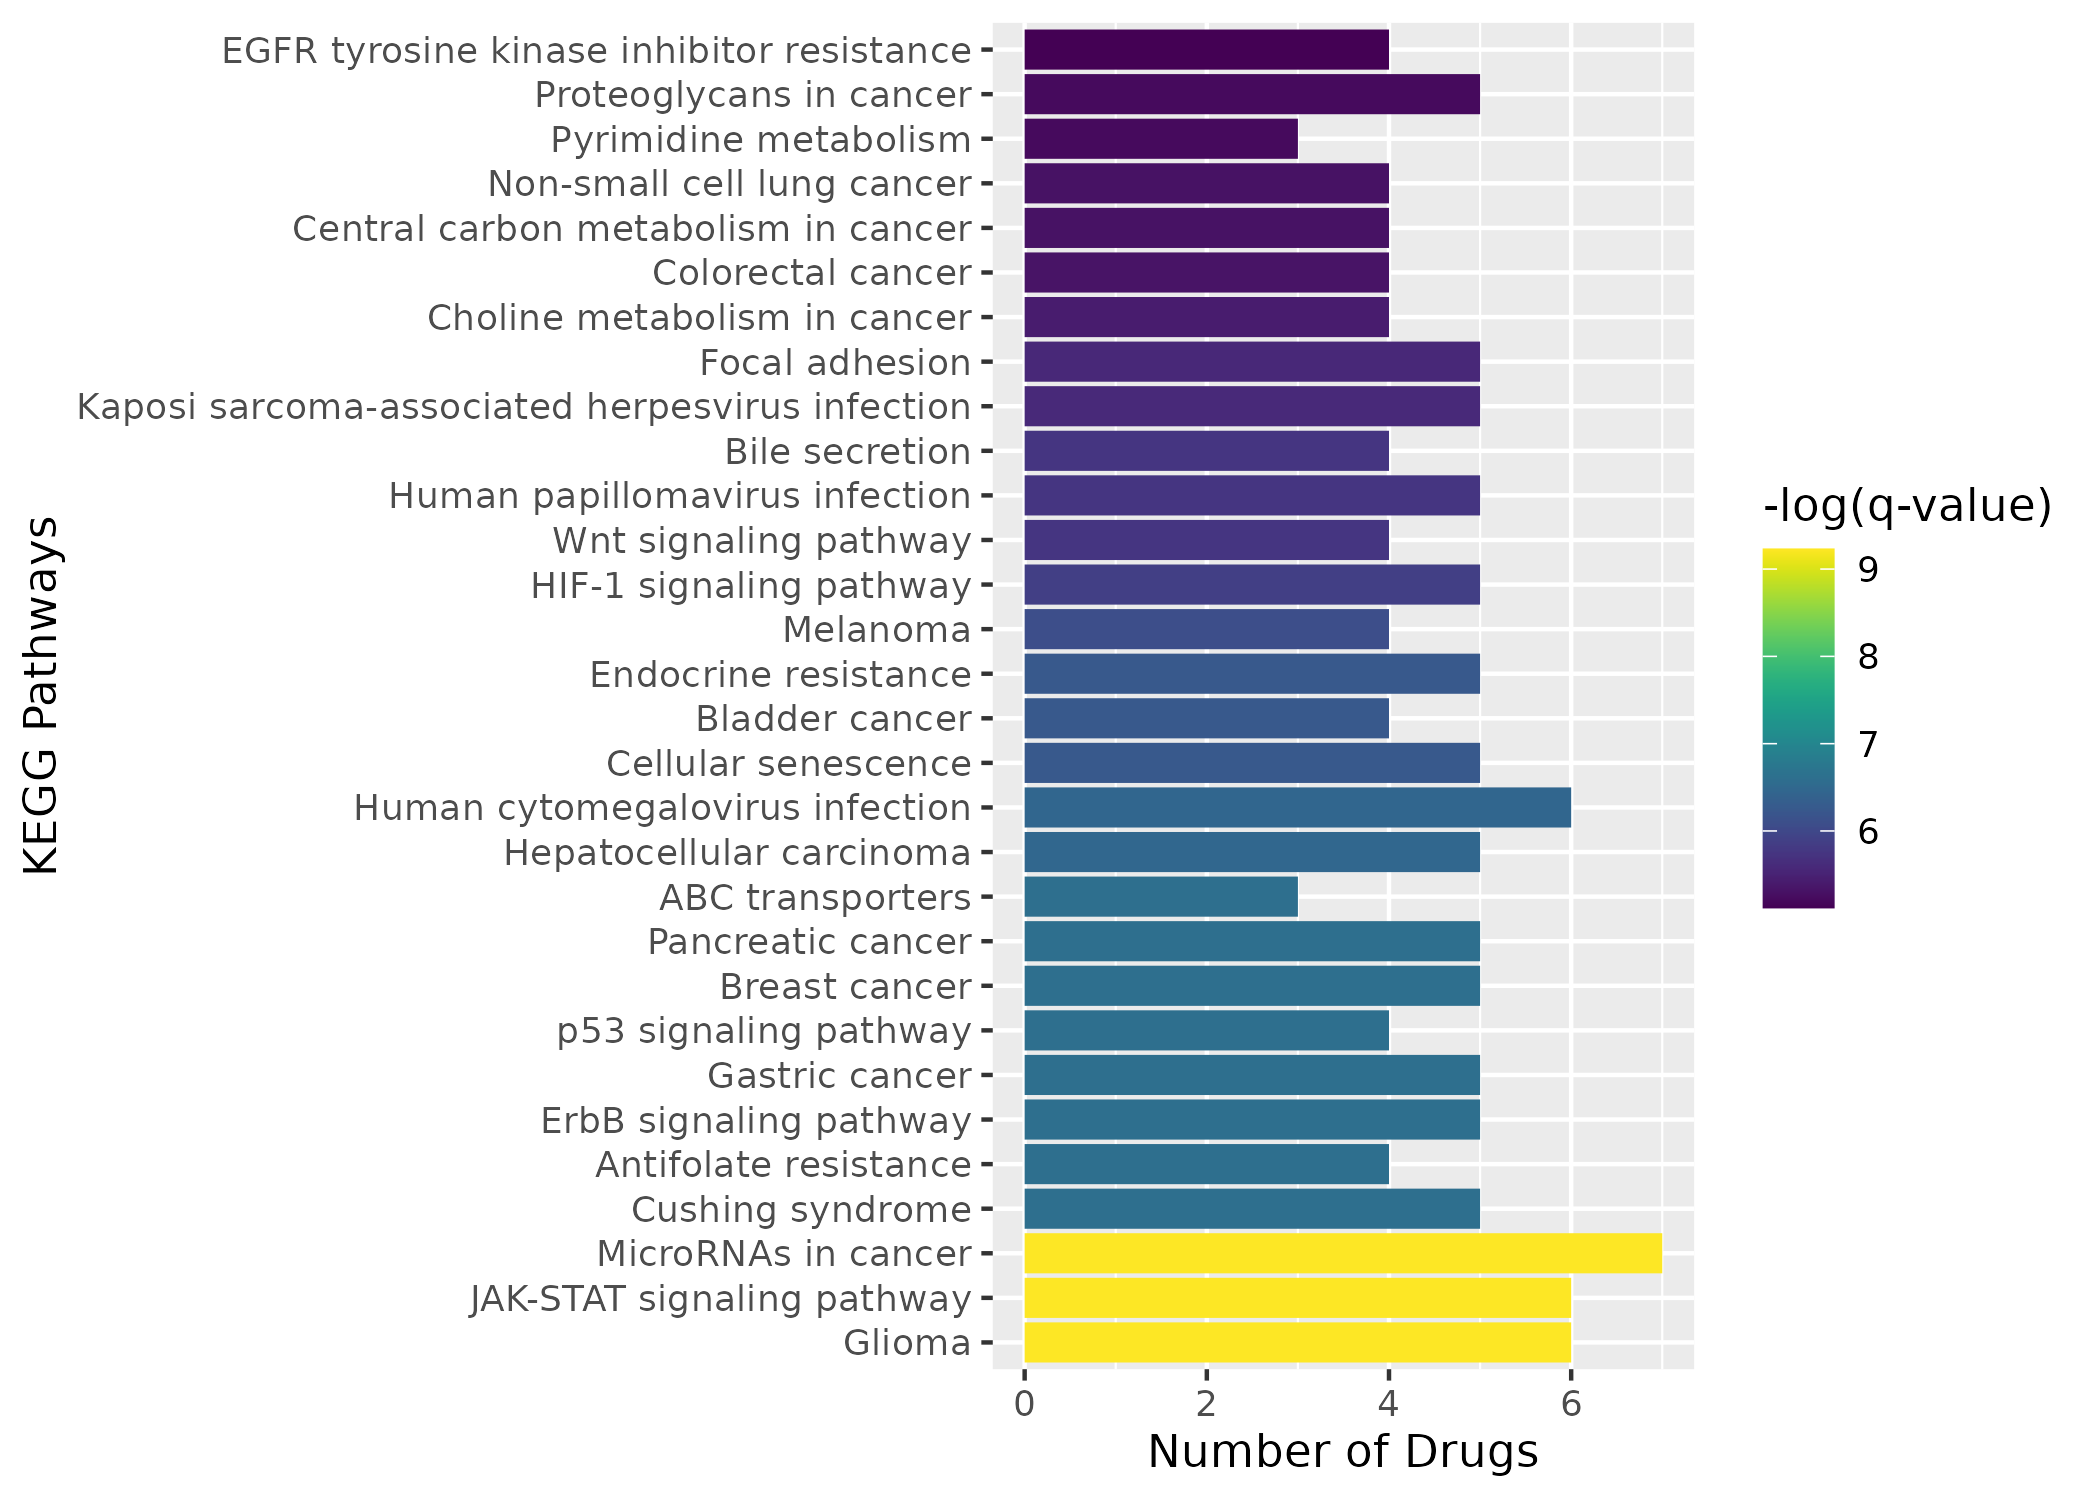 EGFR tyrosine kinase inhibitor resistance
Proteoglycans in cancer
Pyrimidine metabolism
Non-small cell lung cancer
Central carbon metabolism in cancer
Colorectal cancer
Choline metabolism in cancer
Focal adhesion
Kaposi sarcoma-associated herpesvirus infection
Bile secretion
Human papillomavirus infection
Wnt signaling pathway
HIF-1 signaling pathway
Melanoma
Endocrine resistance
Bladder cancer
Cellular senescence
Human cytomegalovirus infection
Hepatocellular carcinoma
ABC transporters
Pancreatic cancer
Breast cancer
p53 signaling pathway
Gastric cancer
ErbB signaling pathway
Antifolate resistance
Cushing syndrome
MicroRNAs in cancer
JAK-STAT signaling pathway
Glioma
KEGG Pathways
0 2 4 6
Number of Drugs
-log(q-value)
9
8
7
6